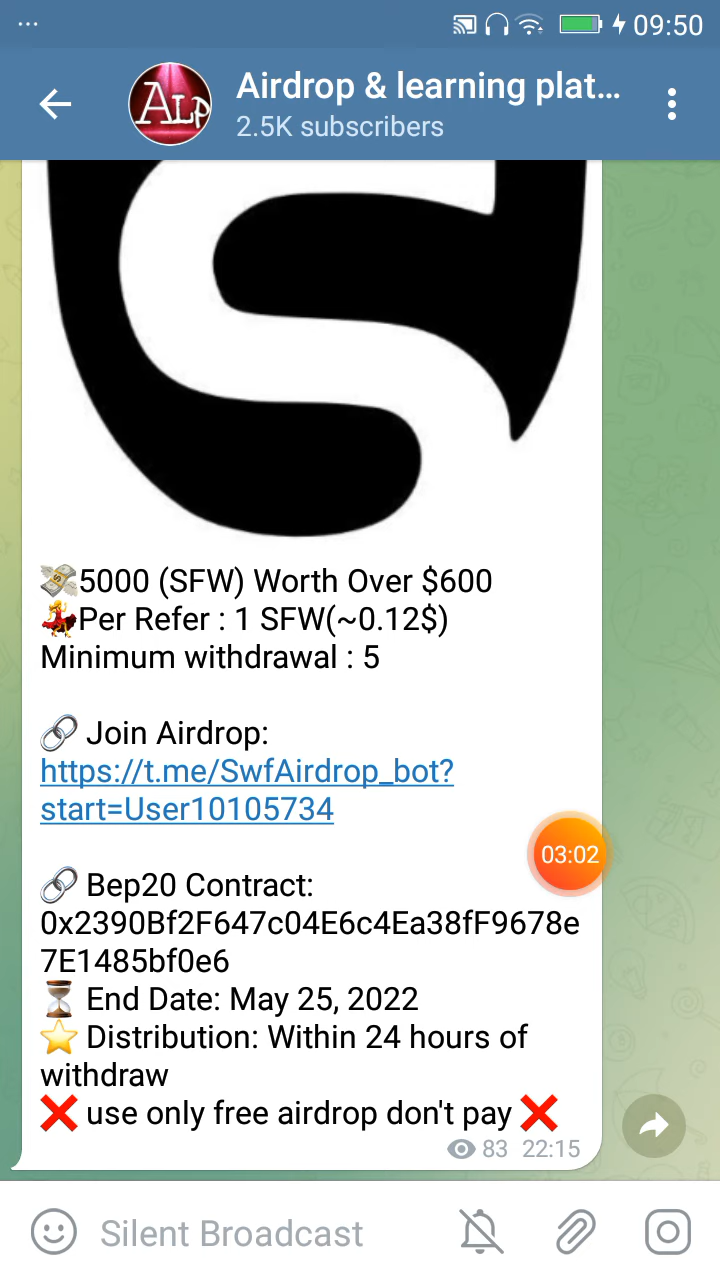 ... 09:50
ALP
Airdrop & learning plat...
2.5K subscribers
💸5000 (SFW) Worth Over $600
💃Per Refer : 1 SFW(~0.12$)
Minimum withdrawal : 5
🔗 Join Airdrop:
https://t.me/SwfAirdrop_bot?
start=User10105734
03:02
🔗 Bep20 Contract:
0x2390Bf2F647c04E6c4Ea38fF9678e
7E1485bf0e6
⏳ End Date: May 25, 2022
⭐ Distribution: Within 24 hours of
withdraw
❌ use only free airdrop don't pay ❌
83 22:15
Silent Broadcast